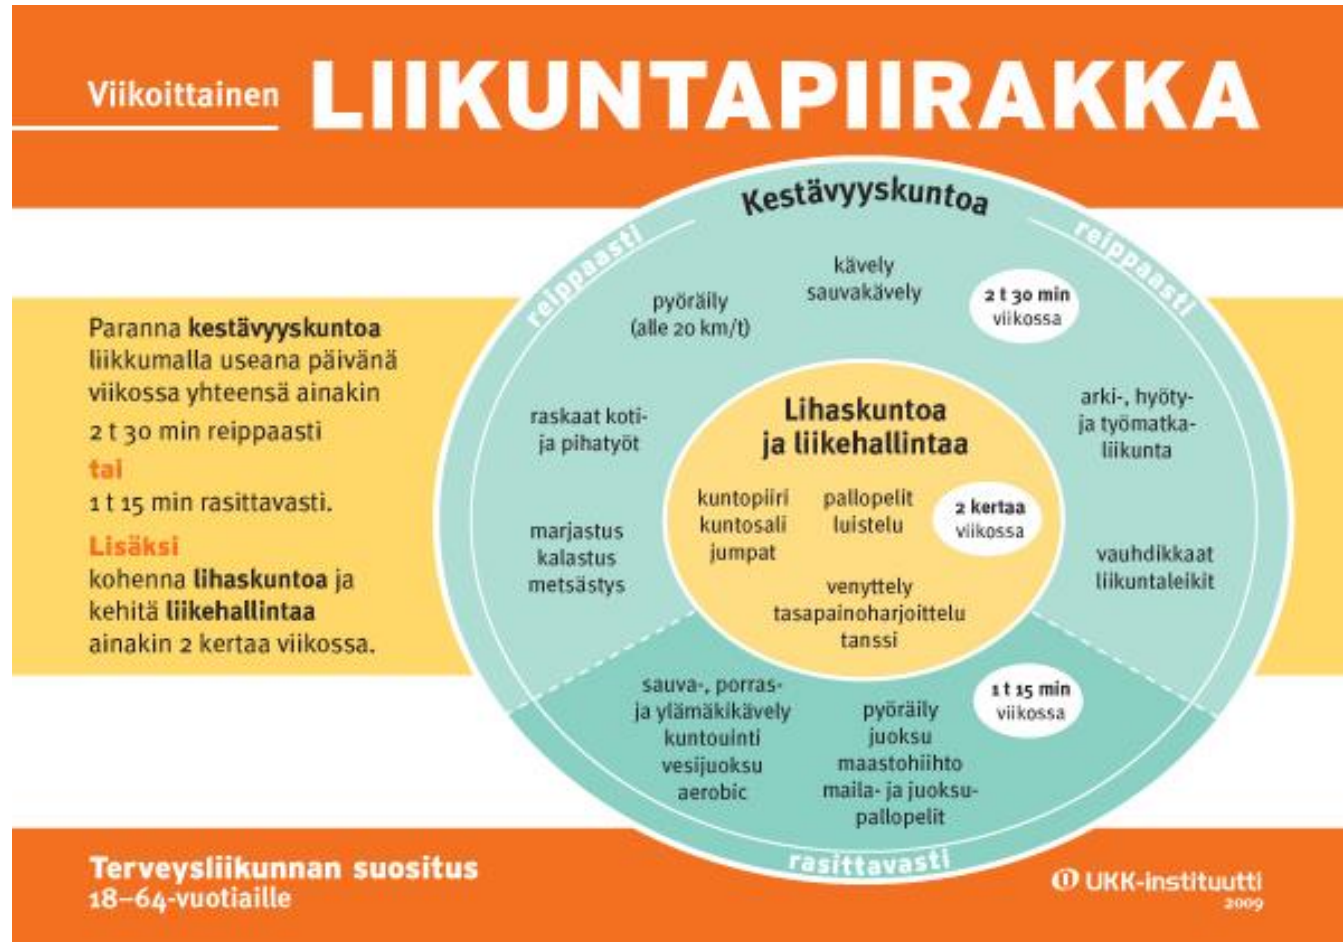 Viikoittainen LIIKUNTAPIIRAKKA
Paranna kestävyyskuntoa
liikkumalla useana päivänä
viikossa yhteensä ainakin
2 t 30 min reippaasti
tai
1 t 15 min rasittavasti.
Lisäksi
kohenna lihaskuntoa ja
kehitä liikehallintaa
ainakin 2 kertaa viikossa.
Kestävyyskuntoa
reippaasti
reippaasti
kävely
sauvakävely
2 t 30 min
viikossa
pyöräily
(alle 20 km/t)
raskaat koti-
ja pihatyöt
marjastus
kalastus
metsästys
arki-, hyöty-
ja työmatka-
liikunta
vauhdikkaat
liikuntaleikit
Lihaskuntoa
ja liikehallintaa
kuntopiiri
kuntosali
jumpat
pallopelit
luistelu
2 kertaa
viikossa
venyttely
tasapainoharjoittelu
tanssi
sauva-, porras-
ja ylämäkikävely
kuntouinti
vesijuoksu
aerobic
pyöräily
juoksu
maastohiihto
maila- ja juoksu-
pallopelit
1 t 15 min
viikossa
rasittavasti
Terveysliikunnan suositus
18–64-vuotiaille
UKK-instituutti
2009